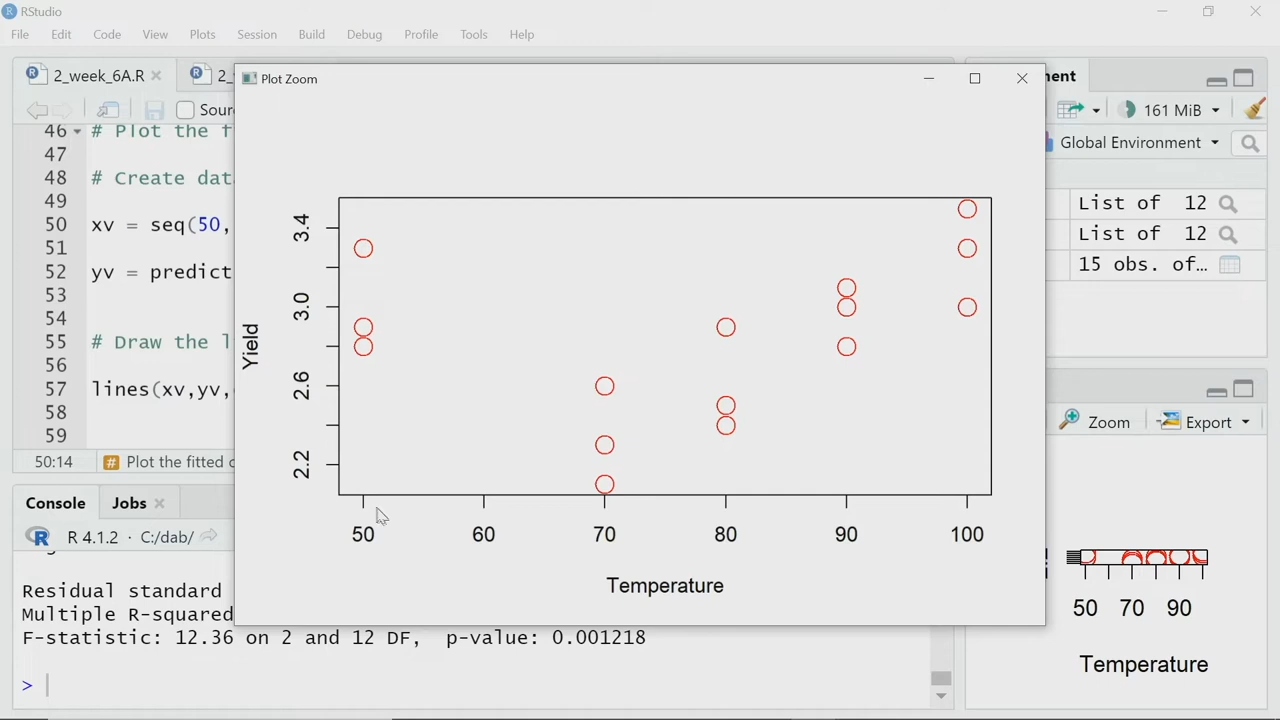 RStudio
File Edit Code View Plots Session Build Debug Profile Tools Help
2_week_6A.R
2_
Plot Zoom
ment
Sour
161 MiB
46 # Plot the f
Global Environment
47
48 # Create dat
49
50 xv = seq(50,
51
52 yv = predict
53
54
55 # Draw the l
56
57 lines(xv,yv,
58
59
List of 12
List of 12
15 obs. of…
50:14 # Plot the fitted
Zoom Export
Yield
3.4
3.0
2.6
2.2
50 60 70 80 90 100
Temperature
Console Jobs
R 4.1.2 · C:/dab/
Residual standard
Multiple R-squared
F-statistic: 12.36 on 2 and 12 DF, p-value: 0.001218
>
50 70 90
Temperature